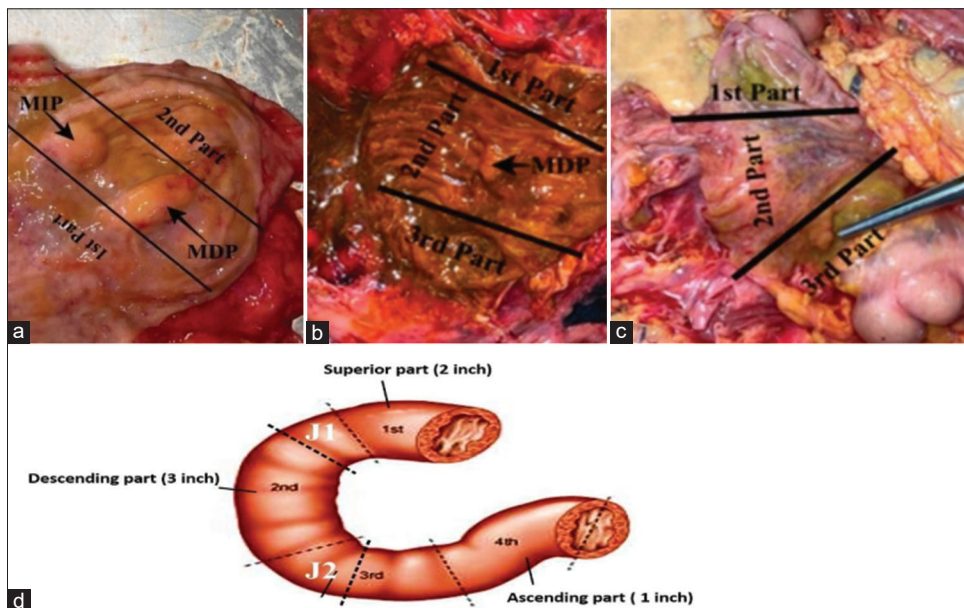 MIP
2nd Part
MDP
1st Part
a
1st Part
2nd Part
MDP
3rd Part
b
1st Part
2nd Part
3rd Part
c
Superior part (2 inch)
J1
1st
Descending part (3 inch)
2nd
4th
J2
3rd
Ascending part ( 1 inch)
d